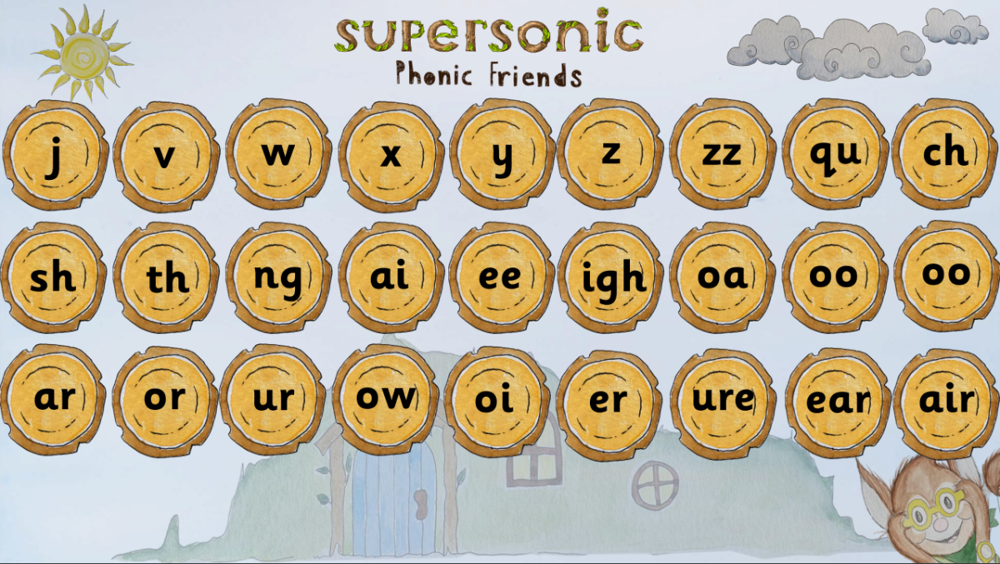 supersonic
Phonic Friends
j v w x y z zz qu ch
sh th ng ai ee igh oa oo oo
ar or ur ow oi er ure ear air